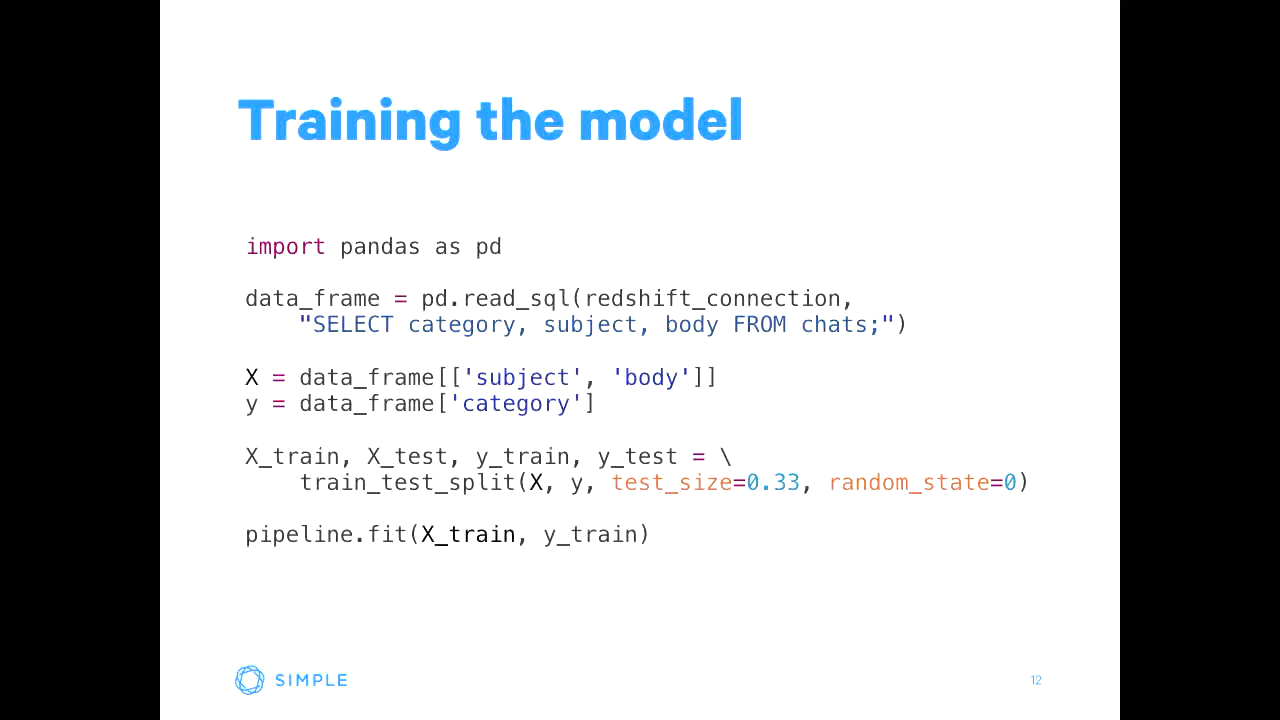 Training the model
import pandas as pd
data_frame = pd.read_sql(redshift_connection,
"SELECT category, subject, body FROM chats;")
X = data_frame[['subject', 'body']]
y = data_frame['category']
X_train, X_test, y_train, y_test = \
train_test_split(X, y, test_size=0.33, random_state=0)
pipeline.fit(X_train, y_train)
SIMPLE
12